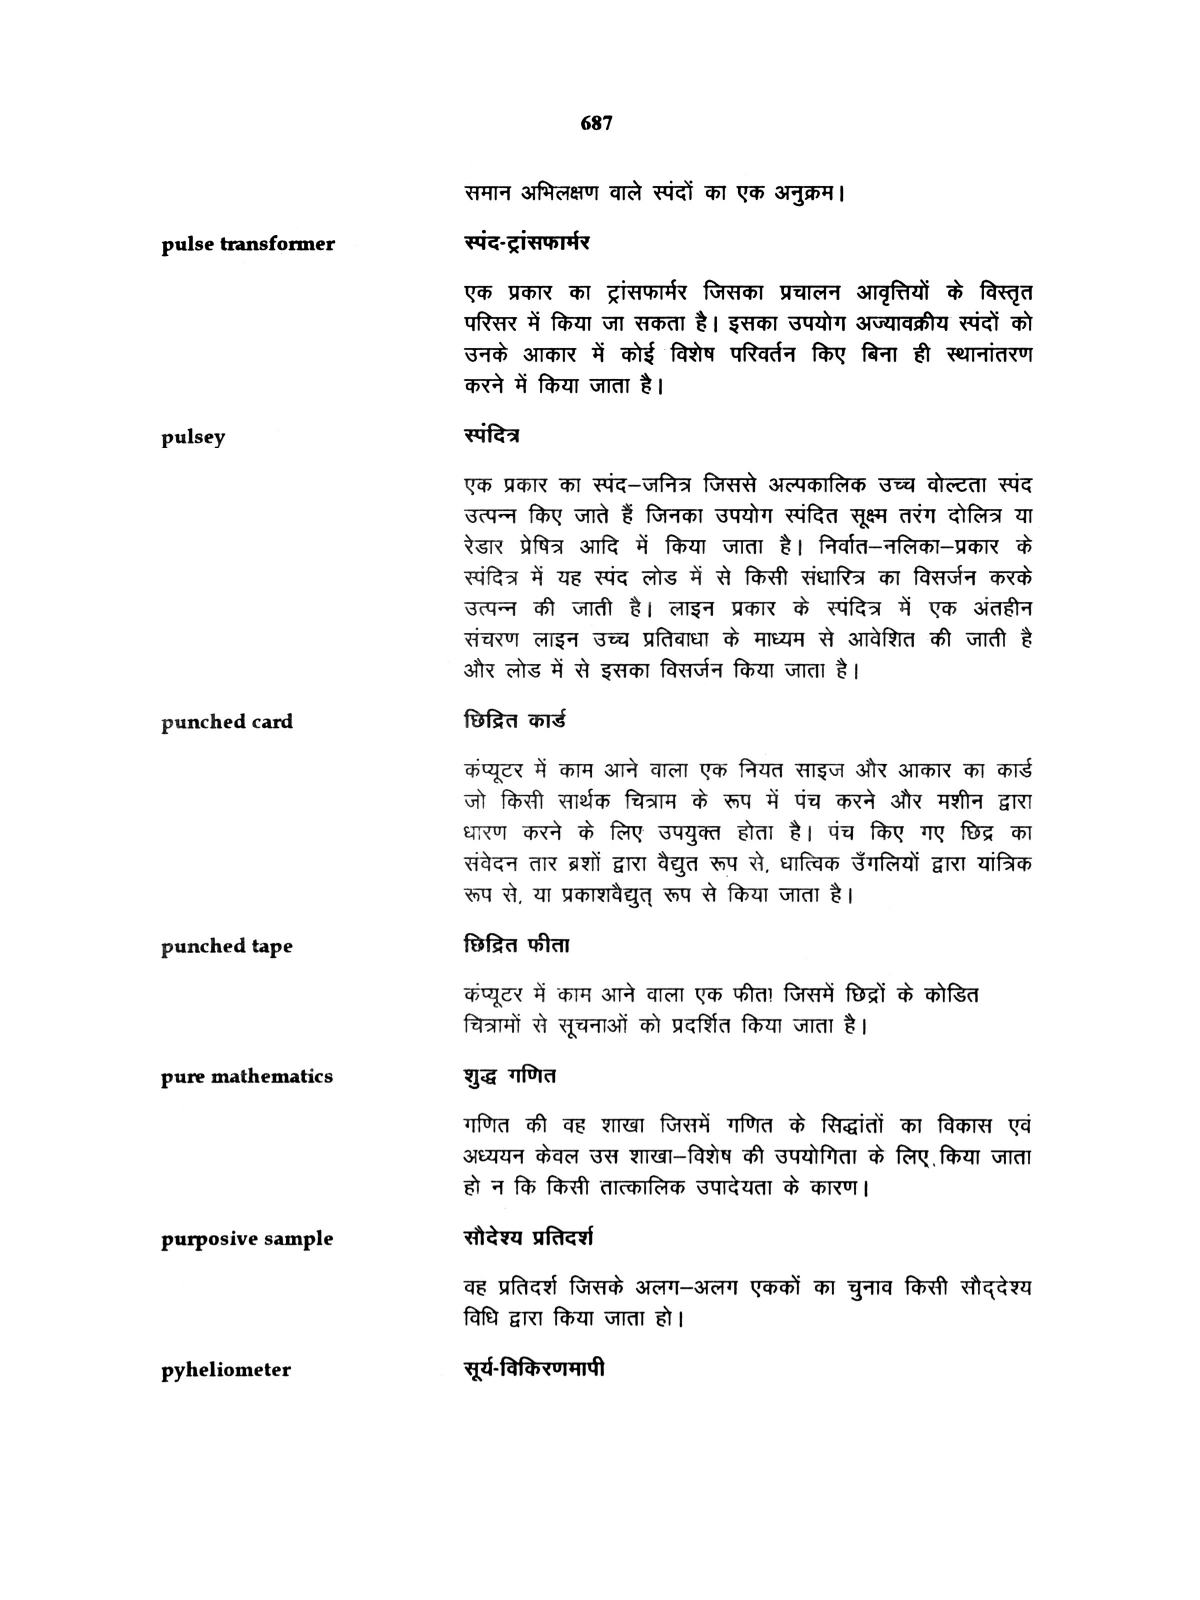 687
समान अभिलक्षण वाले स्पंदों का एक अनुक्रम।
pulse transformer स्पंद-ट्रांसफार्मर
एक प्रकार का ट्रांसफार्मर जिसका प्रचालन आवृत्तियों के विस्तृत
परिसर में किया जा सकता है। इसका उपयोग अज्यावक्रीय स्पंदों को
उनके आकार में कोई विशेष परिवर्तन किए बिना ही स्थानांतरण
करने में किया जाता है।
pulsey स्पंदित्र
एक प्रकार का स्पंद–जनित्र जिससे अल्पकालिक उच्च वोल्टता स्पंद
उत्पन्न किए जाते हैं जिनका उपयोग स्पंदित सूक्ष्म तरंग दोलित्र या
रेडार प्रेषित्र आदि में किया जाता है। निर्वात–नलिका–प्रकार के
स्पंदित्र में यह स्पंद लोड में से किसी संधारित्र का विसर्जन करके
उत्पन्न की जाती है। लाइन प्रकार के स्पंदित्र में एक अंतहीन
संचरण लाइन उच्च प्रतिबाधा के माध्यम से आवेशित की जाती है
और लोड में से इसका विसर्जन किया जाता है।
punched card छिद्रित कार्ड
कंप्यूटर में काम आने वाला एक नियत साइज और आकार का कार्ड
जो किसी सार्थक चित्राम के रूप में पंच करने और मशीन द्वारा
धारण करने के लिए उपयुक्त होता है। पंच किए गए छिद्र का
संवेदन तार ब्रशों द्वारा वैद्युत रूप से, धात्विक उँगलियों द्वारा यांत्रिक
रूप से, या प्रकाशवैद्युत् रूप से किया जाता है।
punched tape छिद्रित फीता
कंप्यूटर में काम आने वाला एक फीता जिसमें छिद्रों के कोडित
चित्रामों से सूचनाओं को प्रदर्शित किया जाता है।
pure mathematics शुद्ध गणित
गणित की वह शाखा जिसमें गणित के सिद्धांतों का विकास एवं
अध्ययन केवल उस शाखा–विशेष की उपयोगिता के लिए किया जाता
हो न कि किसी तात्कालिक उपादेयता के कारण।
purposive sample सौदेश्य प्रतिदर्श
वह प्रतिदर्श जिसके अलग–अलग एककों का चुनाव किसी सौद्देश्य
विधि द्वारा किया जाता हो।
pyheliometer सूर्य-विकिरणमापी